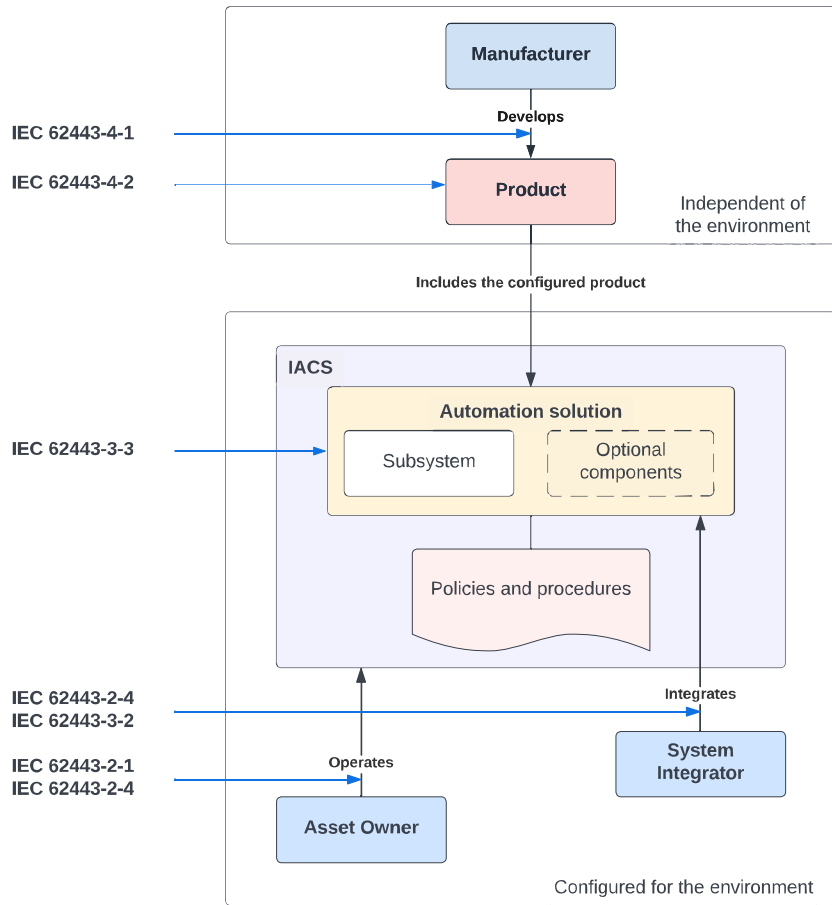 Manufacturer
Develops
IEC 62443-4-1
IEC 62443-4-2
Product
Independent of
the environment
Includes the configured product
IACS
Automation solution
IEC 62443-3-3
Subsystem
Optional
components
Policies and procedures
IEC 62443-2-4
IEC 62443-3-2
Integrates
System
Integrator
IEC 62443-2-1
IEC 62443-2-4
Operates
Asset Owner
Configured for the environment